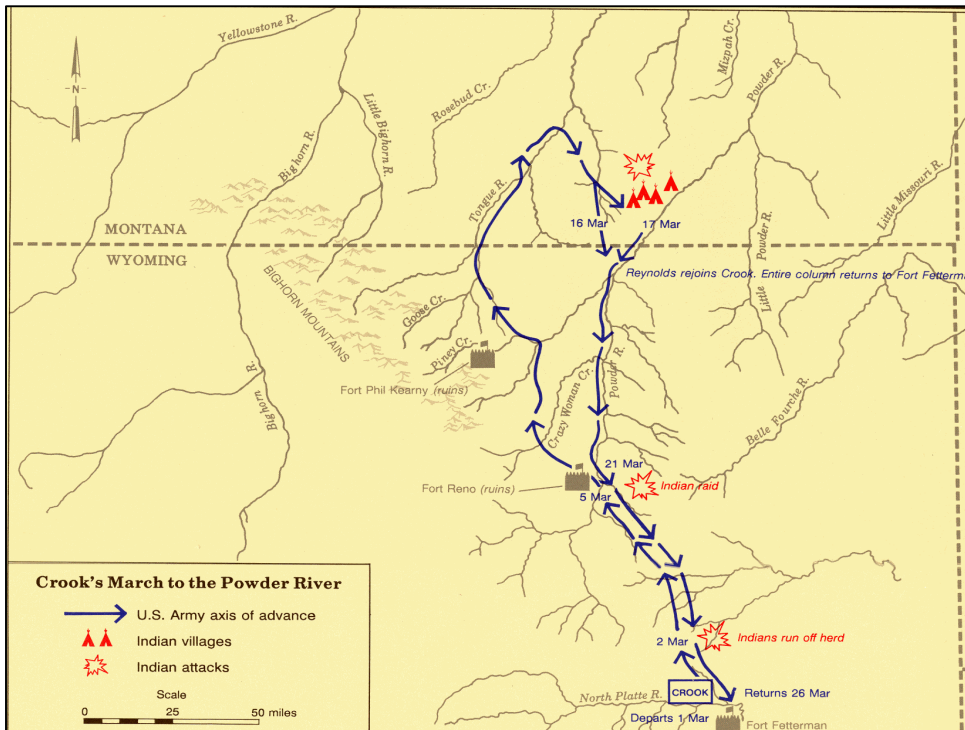 Yellowstone R.
Mizpah Cr.
Powder R.
N
Rosebud Cr.
Little Bighorn R.
Bighorn R.
Little Missouri R.
Tongue R.
16 Mar
17 Mar
MONTANA
WYOMING
Reynolds rejoins Crook. Entire column returns to Fort Fetterm
Little Powder R.
BIGHORN MOUNTAINS
Goose Cr.
Piney Cr.
Fort Phil Kearny (ruins)
Powder R.
Crazy Woman Cr.
Bighorn R.
Belle Fourche R.
21 Mar
Fort Reno (ruins)
Indian raid
5 Mar
2 Mar
Indians run off herd
North Platte R.
CROOK
Returns 26 Mar
Departs 1 Mar
Fort Fetterman
Crook's March to the Powder River
U.S. Army axis of advance
Indian villages
Indian attacks
Scale
0 25 50 miles